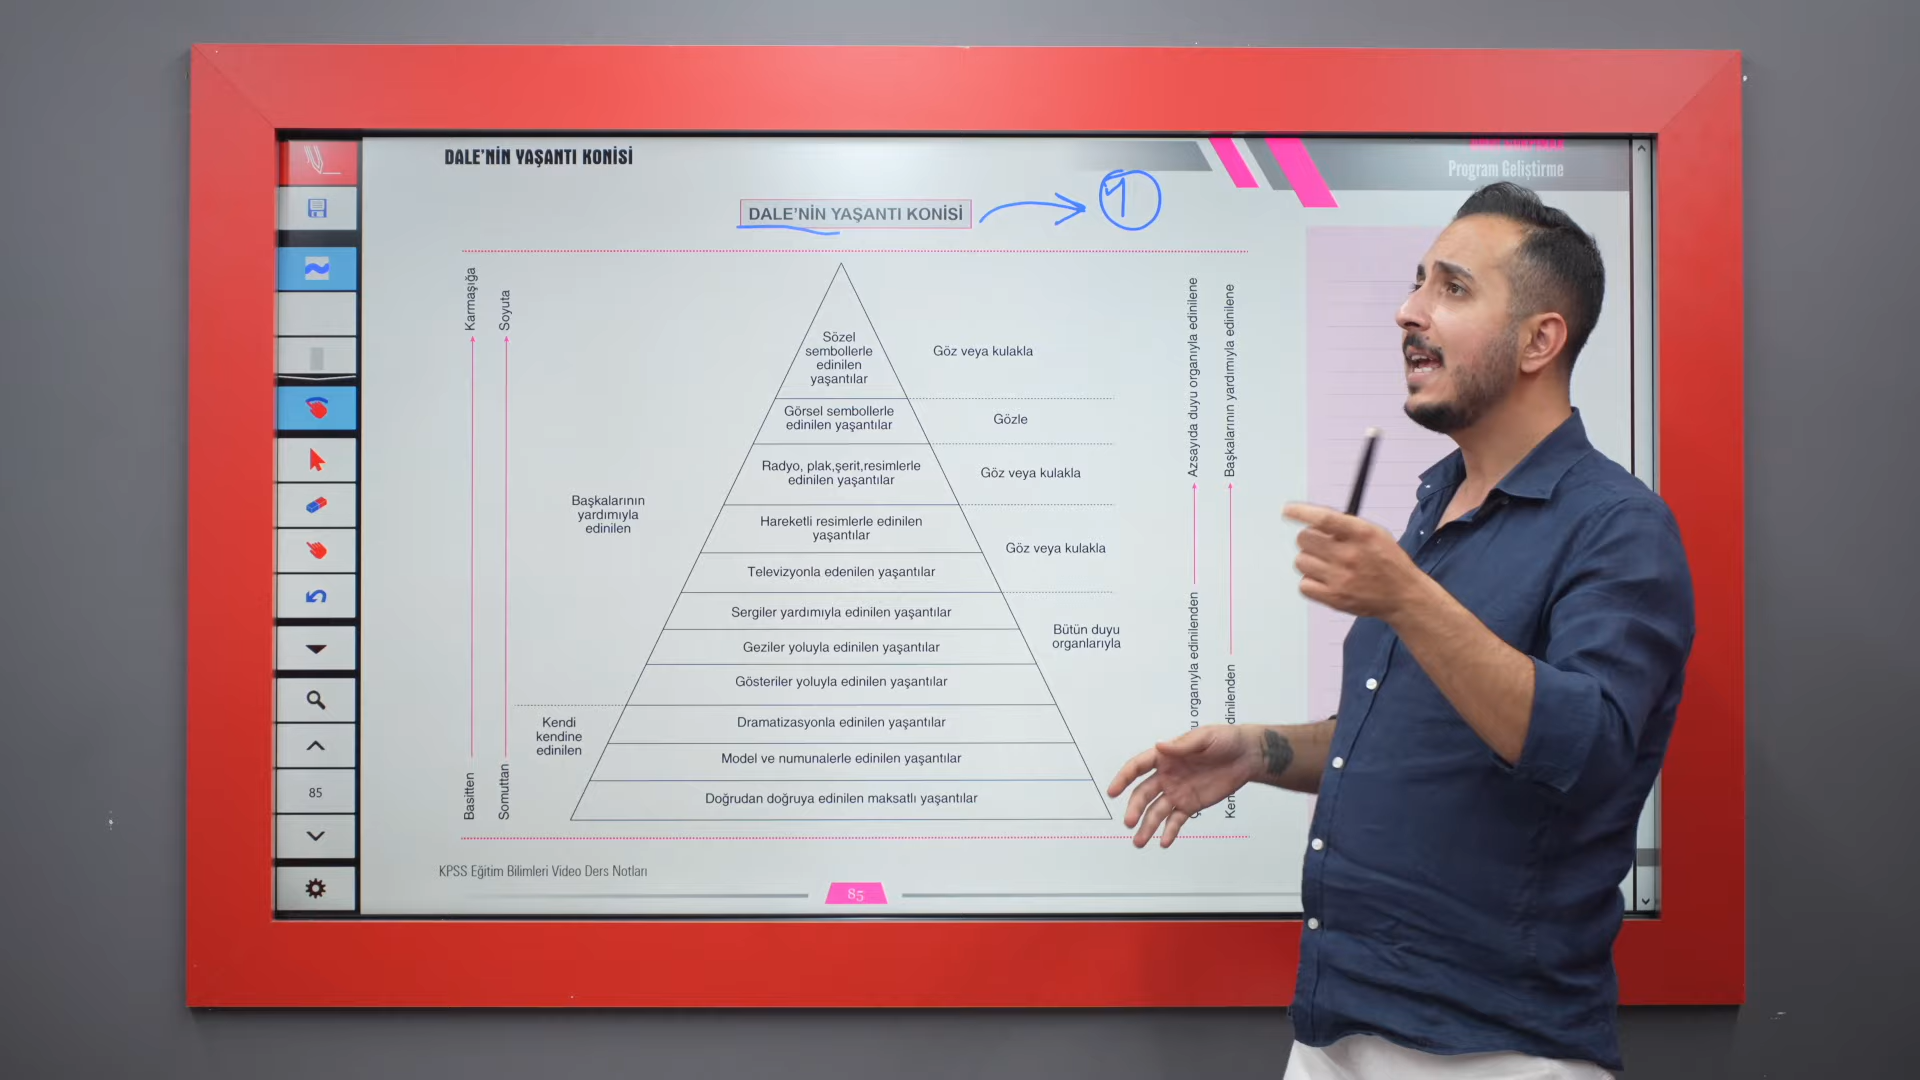 DALE'NİN YAŞANTI KONİSİ
Program Geliştirme
DALE'NİN YAŞANTI KONİSİ
Karmaşığa
Soyuta
Basitten
Somuttan
Sözel
sembollerle
edinilen
yaşantılar
Göz veya kulakla
Görsel sembollerle
edinilen yaşantılar
Gözle
Radyo, plak,şerit,resimlerle
edinilen yaşantılar
Göz veya kulakla
Başkalarının
yardımıyla
edinilen
Hareketli resimlerle edinilen
yaşantılar
Göz veya kulakla
Televizyonla edenilen yaşantılar
Sergiler yardımıyla edinilen yaşantılar
Bütün duyu
organlarıyla
Geziler yoluyla edinilen yaşantılar
Gösteriler yoluyla edinilen yaşantılar
Kendi
kendine
edinilen
Dramatizasyonla edinilen yaşantılar
Model ve numunalerle edinilen yaşantılar
Doğrudan doğruya edinilen maksatlı yaşantılar
Azsayıda duyu organıyla edinilene
Başkalarının yardımıyla edinilene
organıyla edinilenden
KPSS Eğitim Bilimleri Video Ders Notları
85
85